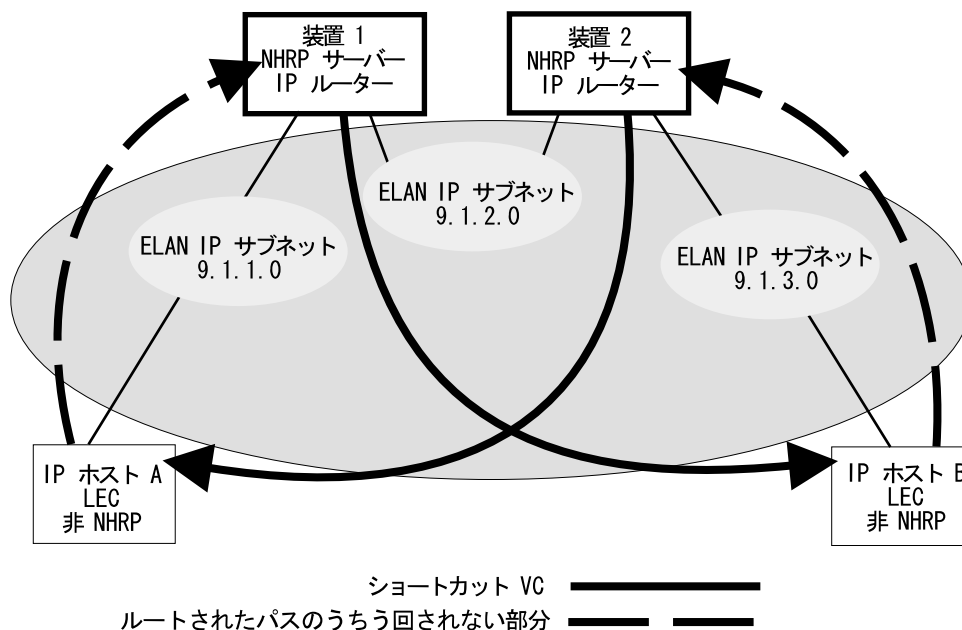 装置 1
NHRP サーバー
IP ルーター
装置 2
NHRP サーバー
IP ルーター
ELAN IP サブネット
9.1.2.0
ELAN IP サブネット
9.1.1.0
ELAN IP サブネット
9.1.3.0
IP ホスト A
LEC
非 NHRP
IP ホスト B
LEC
非 NHRP
ショートカット VC
ルートされたパスのうちう回されない部分